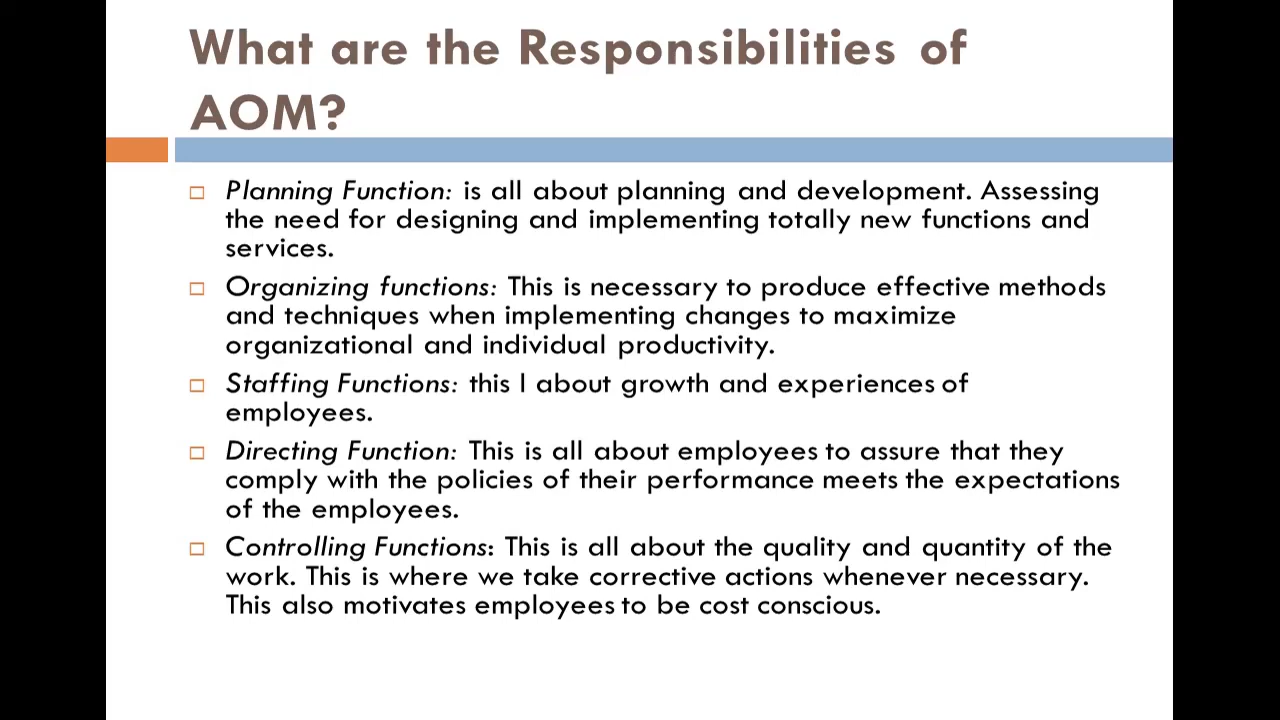 What are the Responsibilities of
AOM?
Planning Function: is all about planning and development. Assessing
the need for designing and implementing totally new functions and
services.
Organizing functions: This is necessary to produce effective methods
and techniques when implementing changes to maximize
organizational and individual productivity.
Staffing Functions: this I about growth and experiences of
employees.
Directing Function: This is all about employees to assure that they
comply with the policies of their performance meets the expectations
of the employees.
Controlling Functions: This is all about the quality and quantity of the
work. This is where we take corrective actions whenever necessary.
This also motivates employees to be cost conscious.